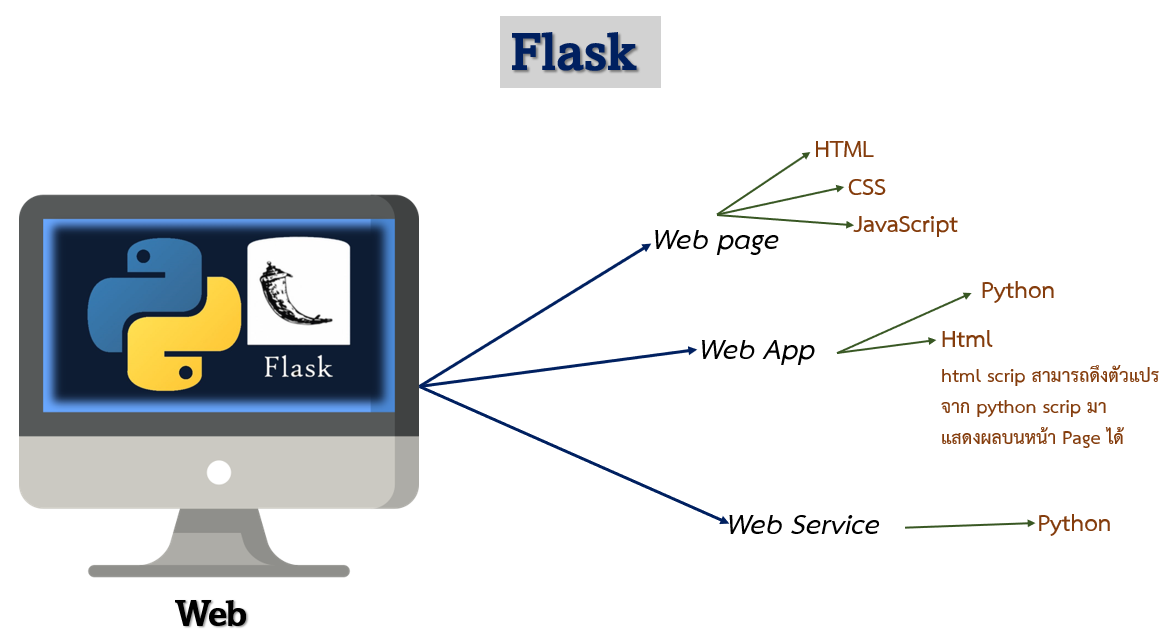 Flask
HTML
CSS
JavaScript
Web page
Python
Web App
Html
html scrip สามารถดึงตัวแปร
จาก python scrip มา
แสดงผลบนหน้า Page ได้
Flask
Web Service
Python
Web